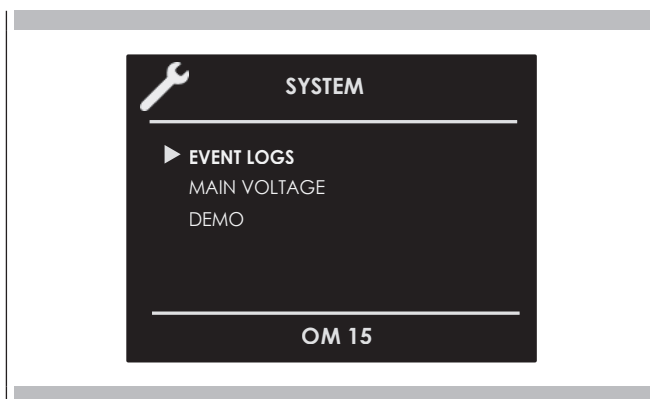 SYSTEM
EVENT LOGS
MAIN VOLTAGE
DEMO
OM 15